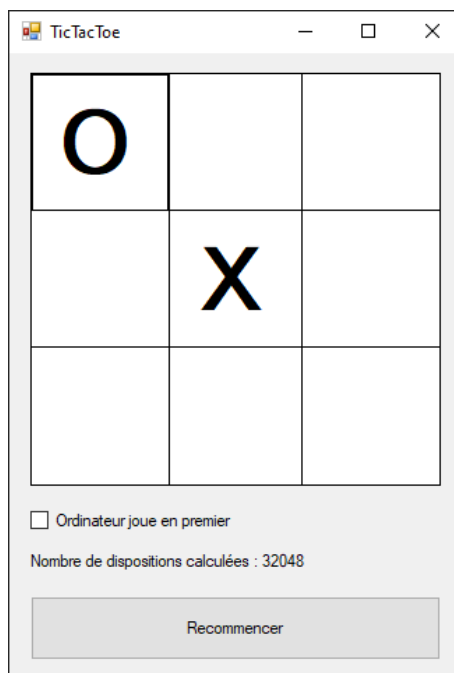 TicTacToe
O
X
Ordinateur joue en premier
Nombre de dispositions calculées : 32048
Recommencer